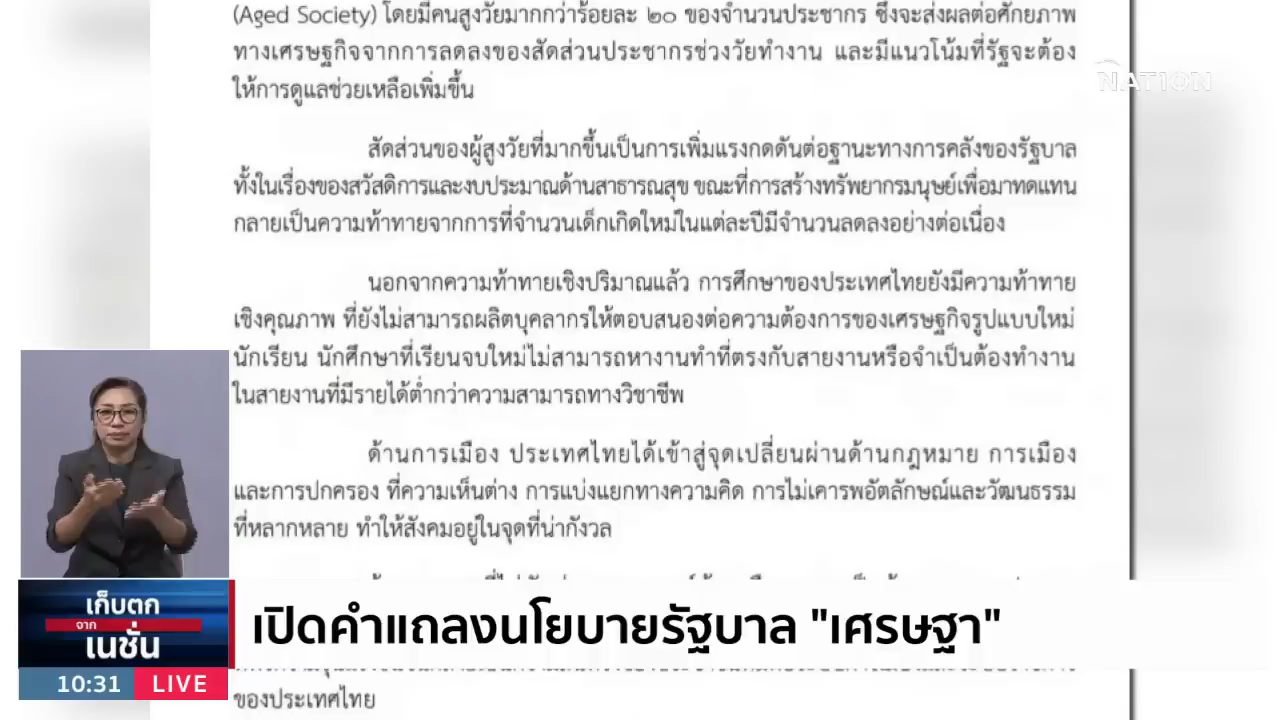 (Aged Society) โดยมีคนสูงวัยมากกว่าร้อยละ ๒๐ ของจำนวนประชากร ซึ่งจะส่งผลต่อศักยภาพ
ทางเศรษฐกิจจากการลดลงของสัดส่วนประชากรช่วงวัยทำงาน และมีแนวโน้มที่รัฐจะต้อง
ให้การดูแลช่วยเหลือเพิ่มขึ้น
NATION
สัดส่วนของผู้สูงวัยที่มากขึ้นเป็นการเพิ่มแรงกดดันต่อฐานะทางการคลังของรัฐบาล
ทั้งในเรื่องของสวัสดิการและงบประมาณด้านสาธารณสุข ขณะที่การสร้างทรัพยากรมนุษย์เพื่อมาทดแทน
กลายเป็นความท้าทายจากการที่จำนวนเด็กเกิดใหม่ในแต่ละปีมีจำนวนลดลงอย่างต่อเนื่อง
นอกจากความท้าทายเชิงปริมาณแล้ว การศึกษาของประเทศไทยยังมีความท้าทาย
เชิงคุณภาพ ที่ยังไม่สามารถผลิตบุคลากรให้ตอบสนองต่อความต้องการของเศรษฐกิจรูปแบบใหม่
นักเรียน นักศึกษาที่เรียนจบใหม่ไม่สามารถหางานทำที่ตรงกับสายงานหรือจำเป็นต้องทำงาน
ในสายงานที่มีรายได้ต่ำกว่าความสามารถทางวิชาชีพ
ด้านการเมือง ประเทศไทยได้เข้าสู่จุดเปลี่ยนผ่านด้านกฎหมาย การเมือง
และการปกครอง ที่ความเห็นต่าง การแบ่งแยกทางความคิด การไม่เคารพอัตลักษณ์และวัฒนธรรม
ที่หลากหลาย ทำให้สังคมอยู่ในจุดที่น่ากังวล
เก็บตก
จาก
เนชั่น
เปิดคำแถลงนโยบายรัฐบาล "เศรษฐา"
10:31 LIVE
ของประเทศไทย